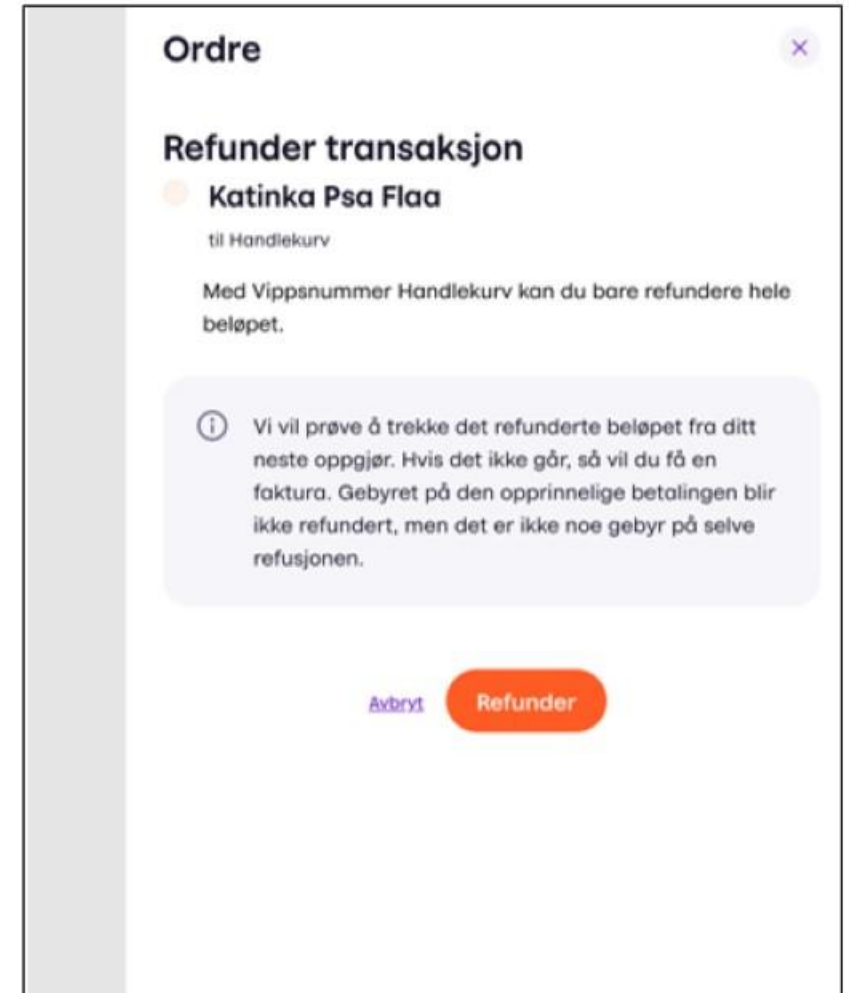 Ordre
Refunder transaksjon
Katinka Psa Flaa
til Handlekurv
Med Vippsnummer Handlekurv kan du bare refundere hele
beløpet.
Vi vil prøve å trekke det refunderte beløpet fra ditt
neste oppgjør. Hvis det ikke går, så vil du få en
faktura. Gebyret på den opprinnelige betalingen blir
ikke refundert, men det er ikke noe gebyr på selve
refusjonen.
Avbryt Refunder